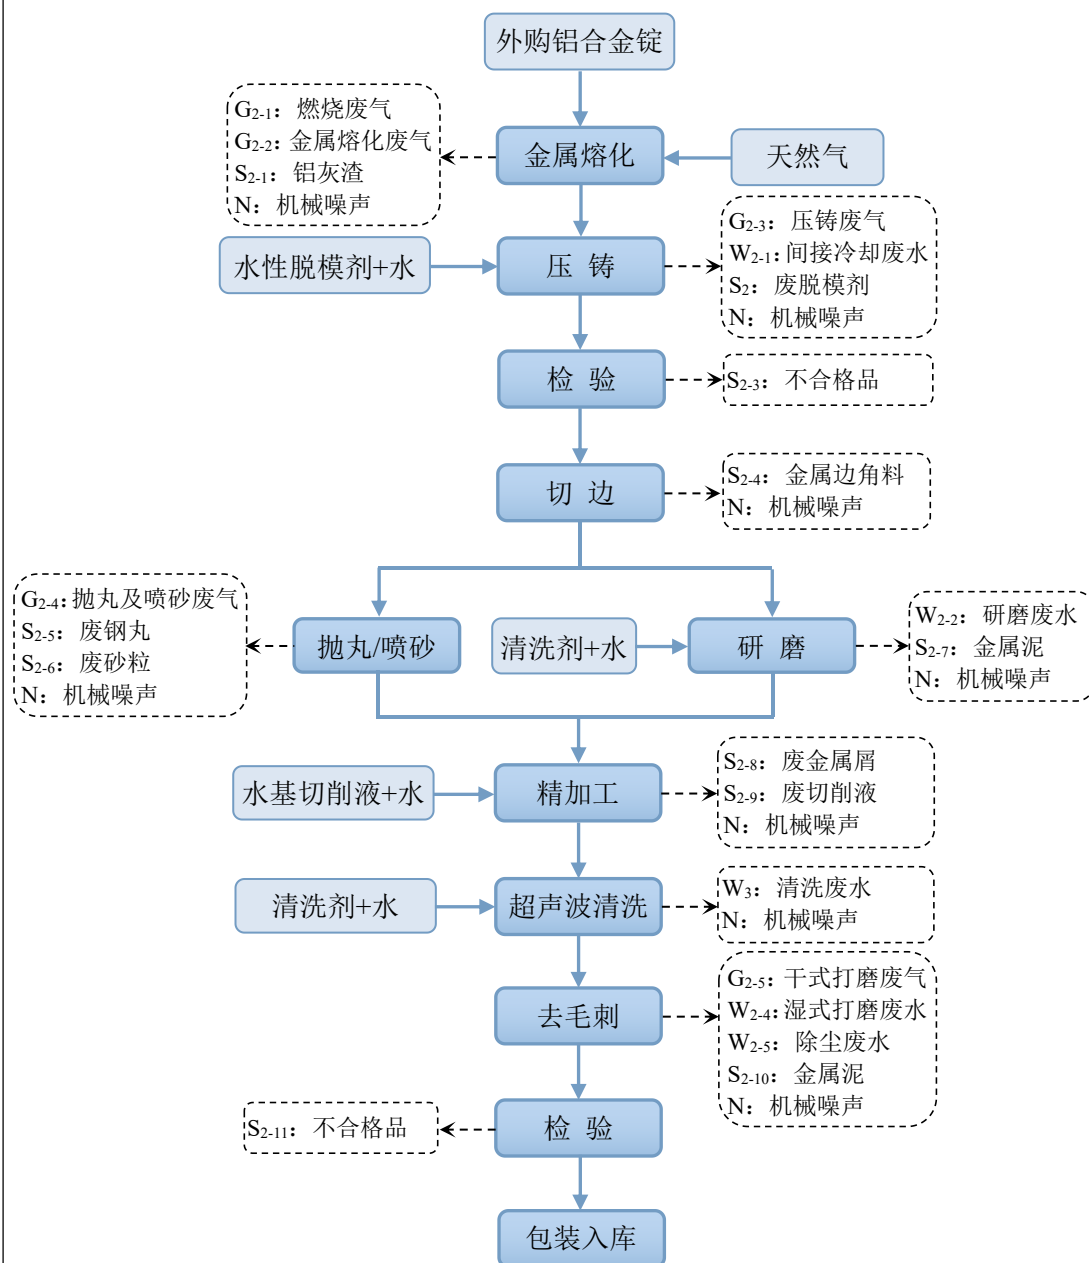 外购铝合金锭
G2-1：燃烧废气
G2-2：金属熔化废气
S2-1：铝灰渣
N：机械噪声
金属熔化
天然气
水性脱模剂+水
压 铸
G2-3：压铸废气
W2-1：间接冷却废水
S2：废脱模剂
N：机械噪声
检 验
S2-3：不合格品
切 边
S2-4：金属边角料
N：机械噪声
G2-4：抛丸及喷砂废气
S2-5：废钢丸
S2-6：废砂粒
N：机械噪声
抛丸/喷砂
清洗剂+水
研 磨
W2-2：研磨废水
S2-7：金属泥
N：机械噪声
水基切削液+水
精加工
S2-8：废金属屑
S2-9：废切削液
N：机械噪声
清洗剂+水
超声波清洗
W3：清洗废水
N：机械噪声
去毛刺
G2-5：干式打磨废气
W2-4：湿式打磨废水
W2-5：除尘废水
S2-10：金属泥
N：机械噪声
S2-11：不合格品
检 验
包装入库